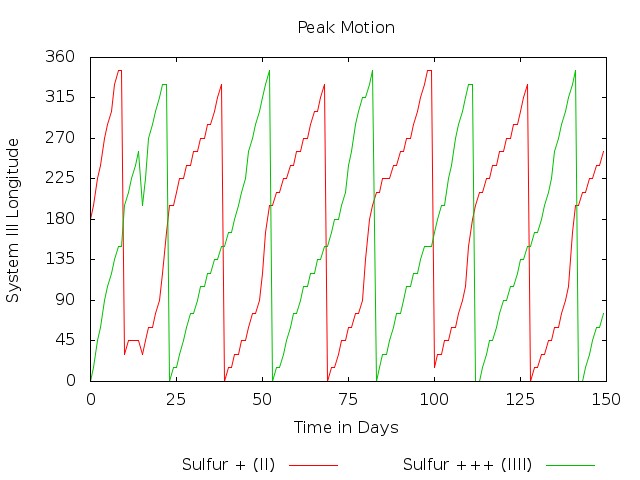 Peak Motion
360
315
270
225
180
135
90
45
0
System III Longitude
0 25 50 75 100 125 150
Time in Days
Sulfur + (II) Sulfur +++ (IIII)